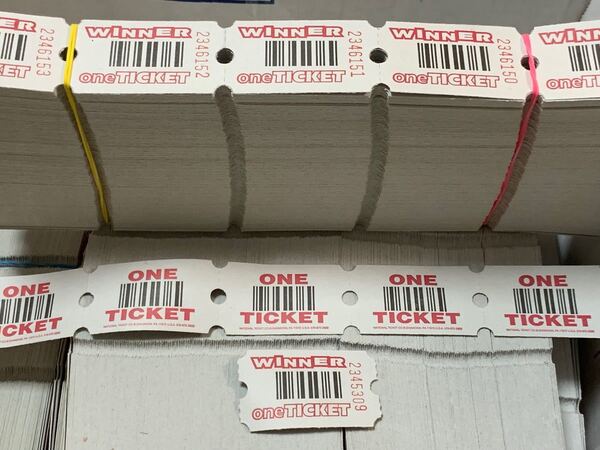 WINNER
oneTICKET
2346153
WINNER
oneTICKET
2346152
WINNER
oneTICKET
2346151
WINNER
oneTICKET
2346150
WINNER
oneTICKET
ONE
TICKET
ONE
TICKET
ONE
TICKET
ONE
TICKET
ONE
TICKET
WINNER
oneTICKET
2345309